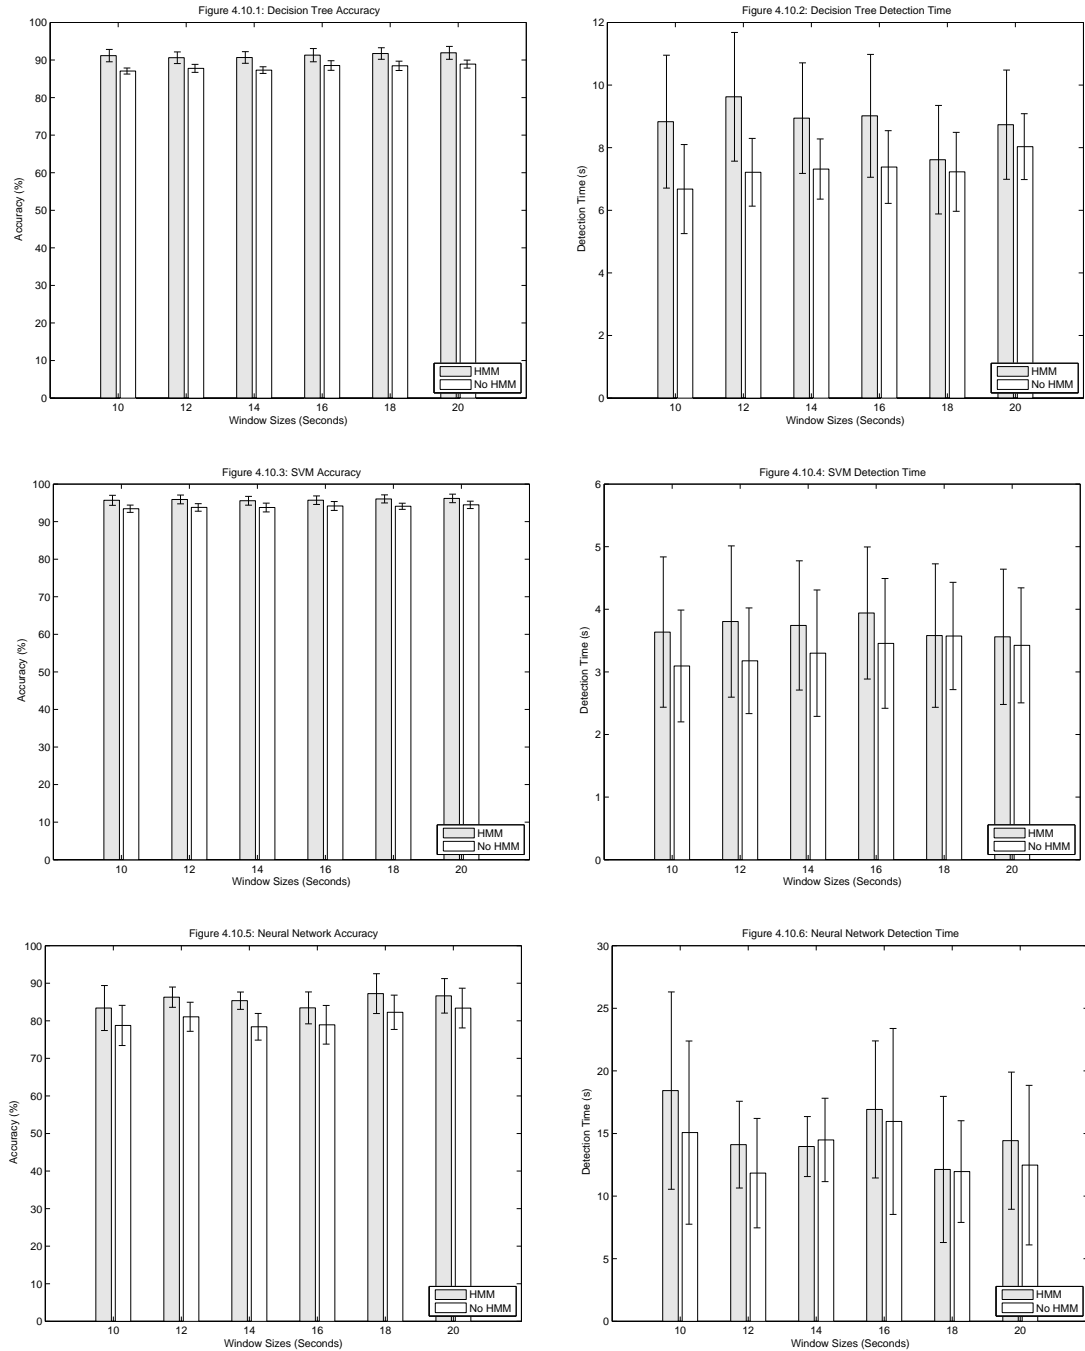 Figure 4.10.1: Decision Tree Accuracy
100
90
80
70
60
50
40
30
20
10
0
Accuracy (%)
10 12 14 16 18 20
Window Sizes (Seconds)
HMM
No HMM
Figure 4.10.2: Decision Tree Detection Time
12
10
8
6
4
2
0
Detection Time (s)
10 12 14 16 18 20
Window Sizes (Seconds)
HMM
No HMM
Figure 4.10.3: SVM Accuracy
100
90
80
70
60
50
40
30
20
10
0
Accuracy (%)
10 12 14 16 18 20
Window Sizes (Seconds)
HMM
No HMM
Figure 4.10.4: SVM Detection Time
6
5
4
3
2
1
0
Detection Time (s)
10 12 14 16 18 20
Window Sizes (Seconds)
HMM
No HMM
Figure 4.10.5: Neural Network Accuracy
100
90
80
70
60
50
40
30
20
10
0
Accuracy (%)
10 12 14 16 18 20
Window Sizes (Seconds)
HMM
No HMM
Figure 4.10.6: Neural Network Detection Time
30
25
20
15
10
5
0
Detection Time (s)
10 12 14 16 18 20
Window Sizes (Seconds)
HMM
No HMM